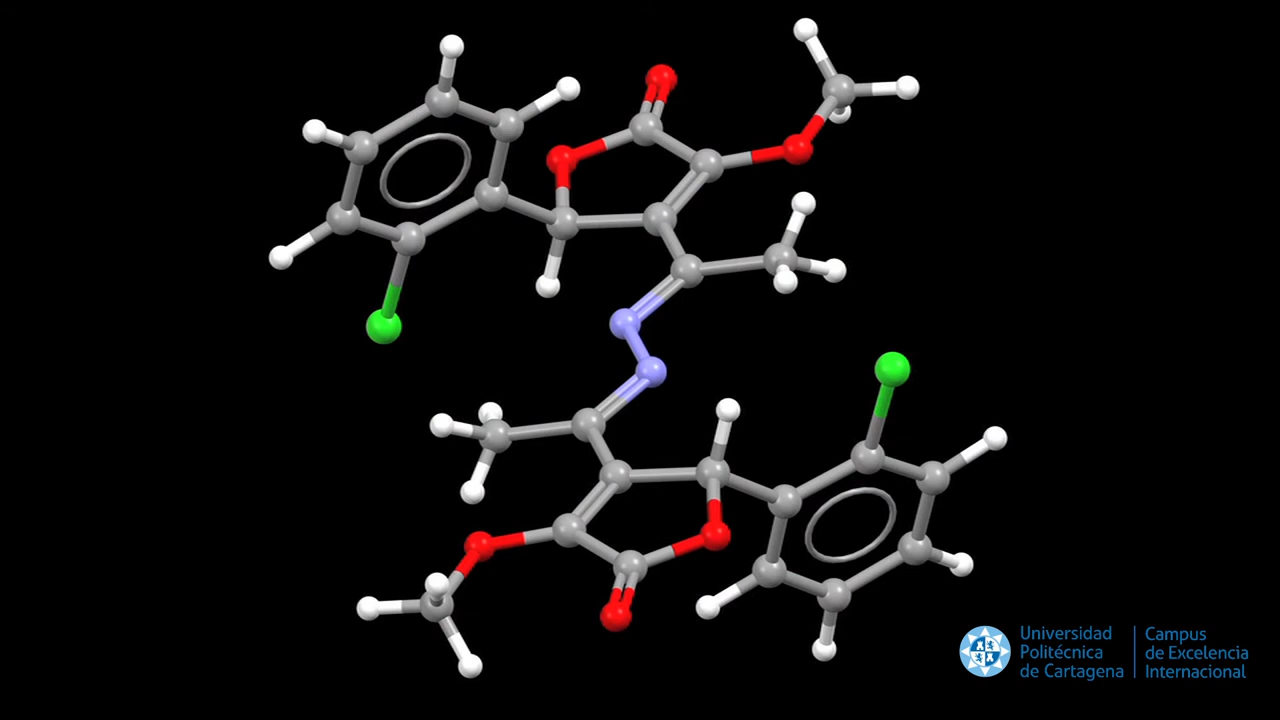 Universidad
Politécnica
de Cartagena
Campus
de Excelencia
Internacional